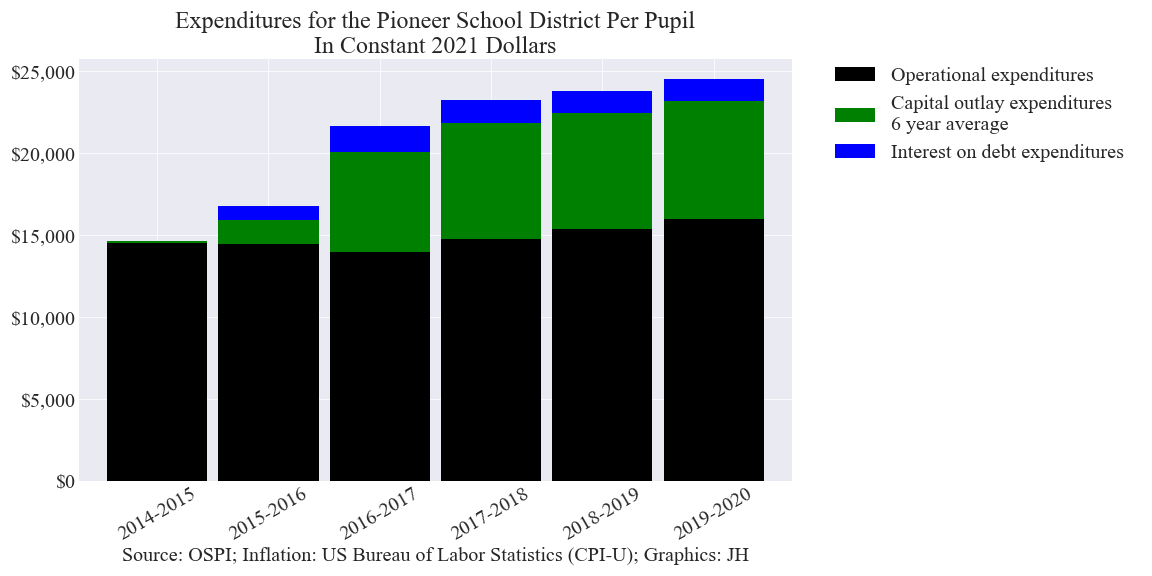 Expenditures for the Pioneer School District Per Pupil
In Constant 2021 Dollars
$25,000
$20,000
$15,000
$10,000
$5,000
$0
2014-2015
2015-2016
2016-2017
2017-2018
2018-2019
2019-2020
Source: OSPI; Inflation: US Bureau of Labor Statistics (CPI-U); Graphics: JH
Operational expenditures
Capital outlay expenditures
6 year average
Interest on debt expenditures